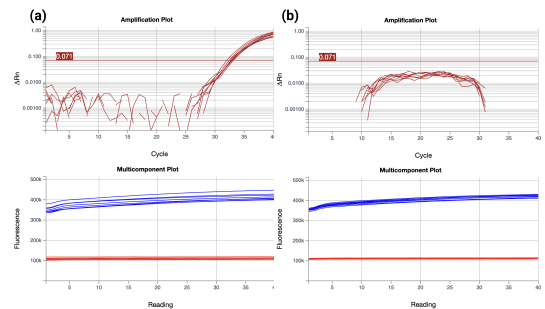 (a)
Amplification Plot
1.00
0.100
0.071
0.0100
0.00100
ΔRn
5 10 15 20 25 30 35 40
Cycle
Multicomponent Plot
500k
400k
300k
200k
100k
Fluorescence
5 10 15 20 25 30 35 40
Reading
(b)
Amplification Plot
1.00
0.100
0.071
0.0100
0.00100
ΔRn
5 10 15 20 25 30 35 40
Cycle
Multicomponent Plot
500k
400k
300k
200k
100k
Fluorescence
5 10 15 20 25 30 35 40
Reading